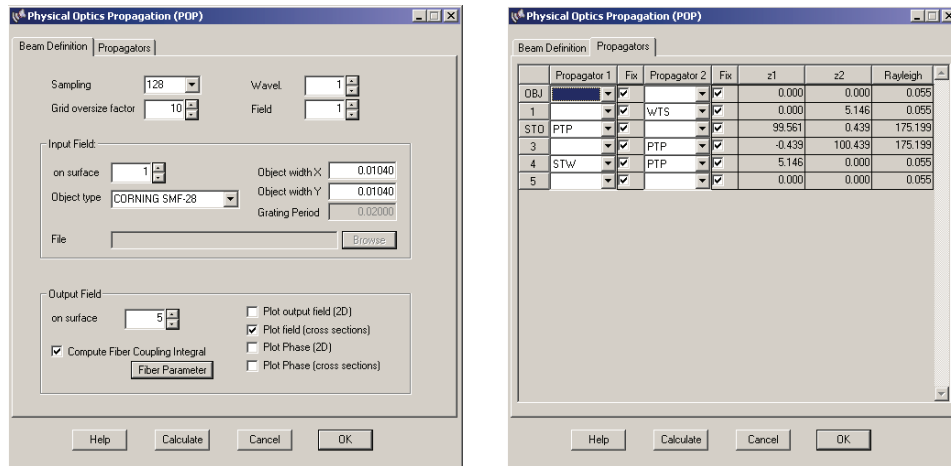 Physical Optics Propagation (POP)
Beam Definition Propagators
Sampling 128 Wavel. 1
Grid oversize factor 10 Field 1
Input Field:
on surface 1 Object width X 0.01040
Object type CORNING SMF-28 Object width Y 0.01040
Grating Period 0.02000
File Browse
Output Field
on surface 5
Plot output field (2D)
Plot field (cross sections)
Compute Fiber Coupling Integral
Plot Phase (2D)
Fiber Parameter
Plot Phase (cross sections)
Help Calculate Cancel OK
Physical Optics Propagation (POP)
Beam Definition Propagators
Propagator 1 Fix Propagator 2 Fix z1 z2 Rayleigh
OBJ 0.000 0.000 0.055
1 WTS 0.000 5.146 0.055
STO PTP 99.561 0.439 175.199
3 PTP -0.439 100.439 175.199
4 STW PTP 5.146 0.000 0.055
5 0.000 0.000 0.055
Help Calculate Cancel OK